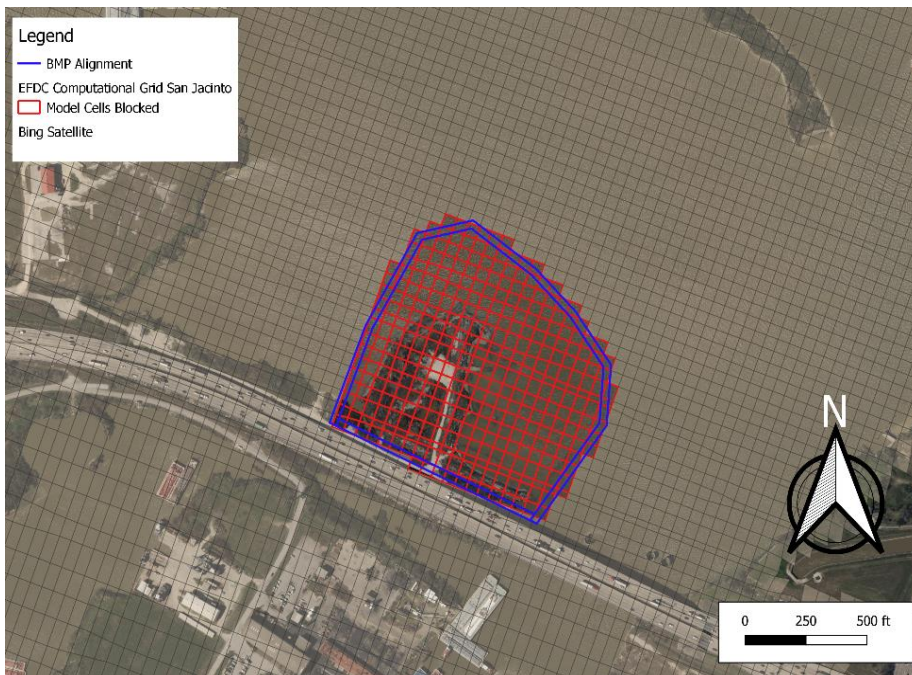 Legend
BMP Alignment
EFDC Computational Grid San Jacinto
Model Cells Blocked
Bing Satellite
N
0 250 500 ft